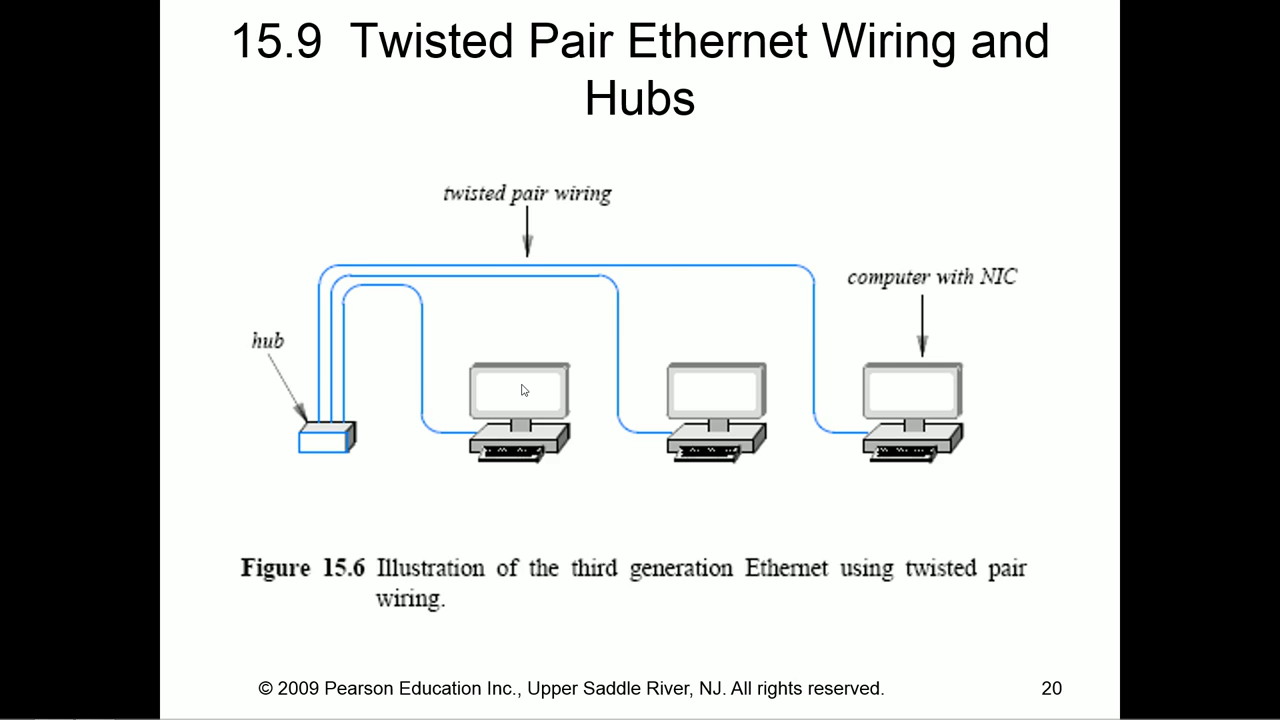 15.9 Twisted Pair Ethernet Wiring and
Hubs
twisted pair wiring
computer with NIC
hub
Figure 15.6 Illustration of the third generation Ethernet using twisted pair
wiring.
© 2009 Pearson Education Inc., Upper Saddle River, NJ. All rights reserved.
20